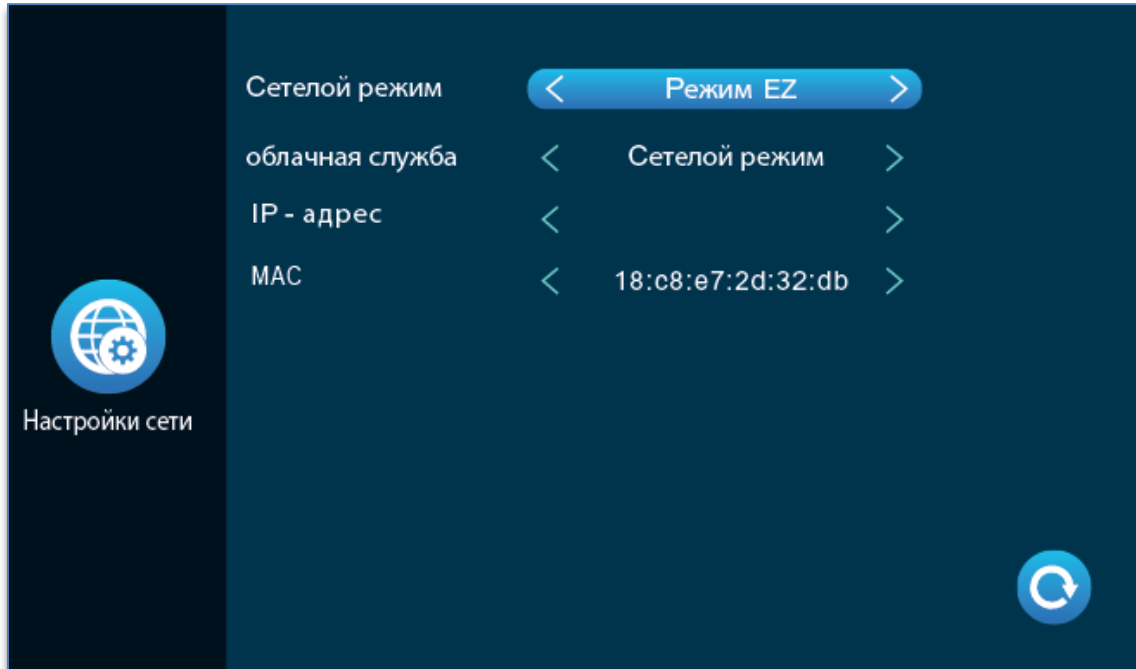 Сетелой режим
Режим EZ
облачная служба
Сетелой режим
IP - адрес
MAC
18:c8:e7:2d:32:db
Настройки сети